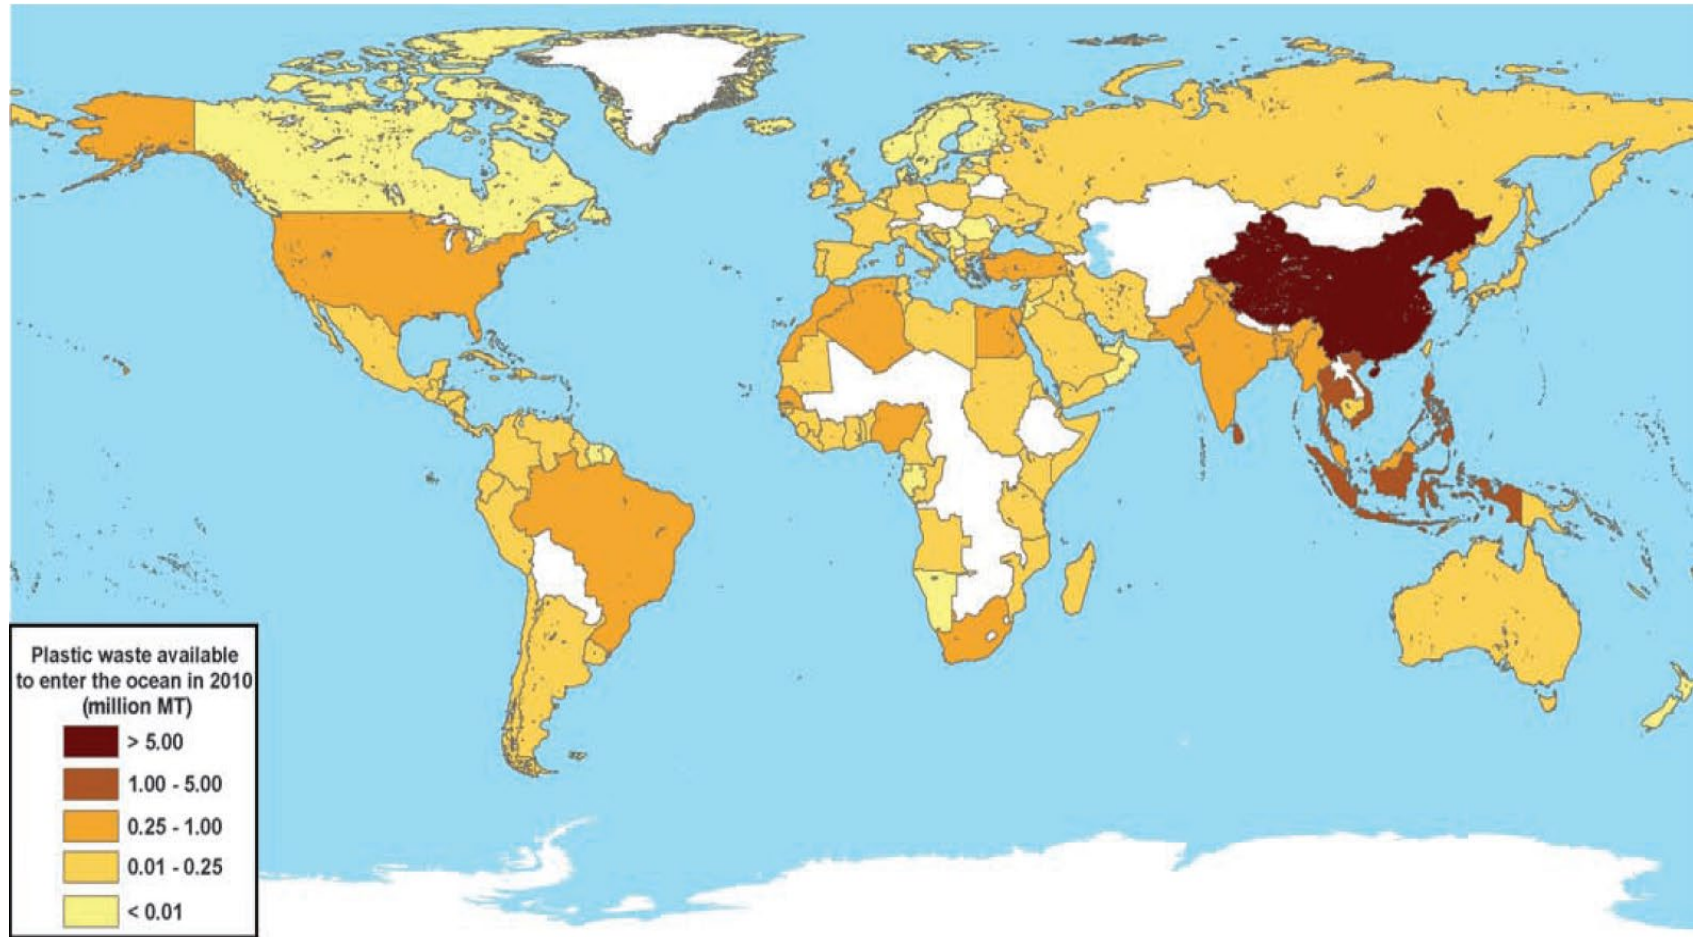 Plastic waste available
to enter the ocean in 2010
(million MT)
> 5.00
1.00 - 5.00
0.25 - 1.00
0.01 - 0.25
< 0.01